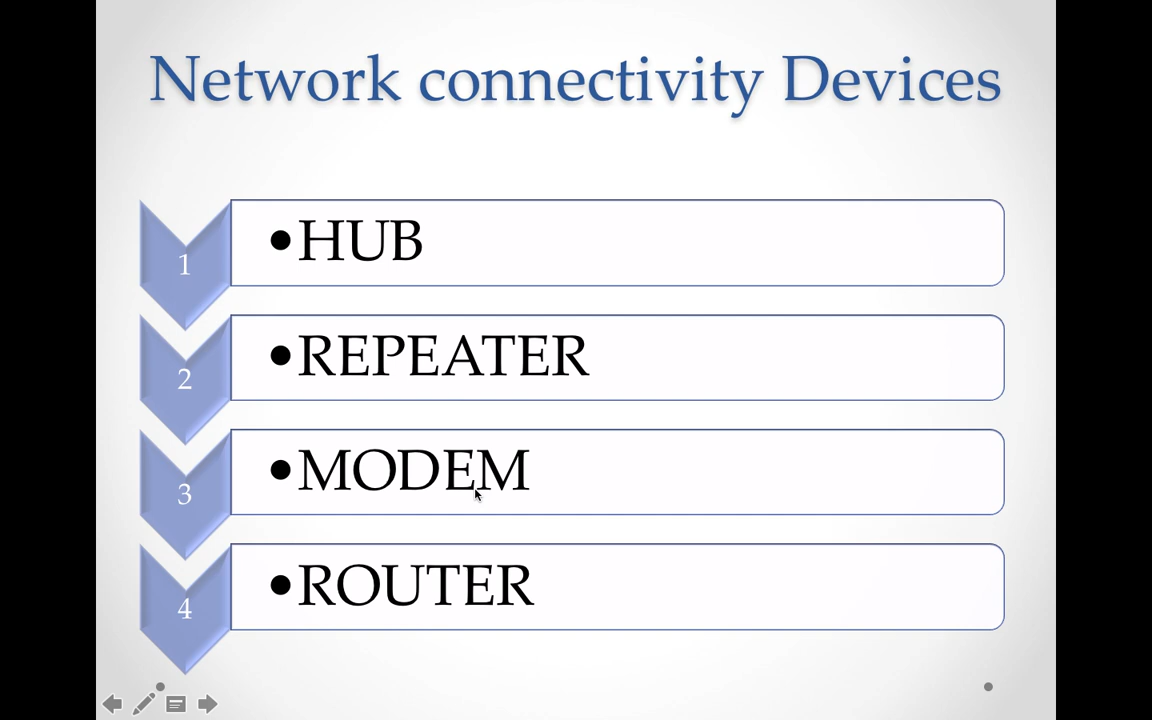 Network connectivity Devices
1
•HUB
2
•REPEATER
3
•MODEM
4
•ROUTER